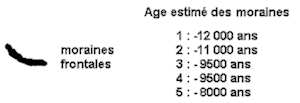 Age estimé des moraines
moraines
frontales
1 : -12 000 ans
2 : -11 000 ans
3 : -9500 ans
4 : -9500 ans
5 : -8000 ans